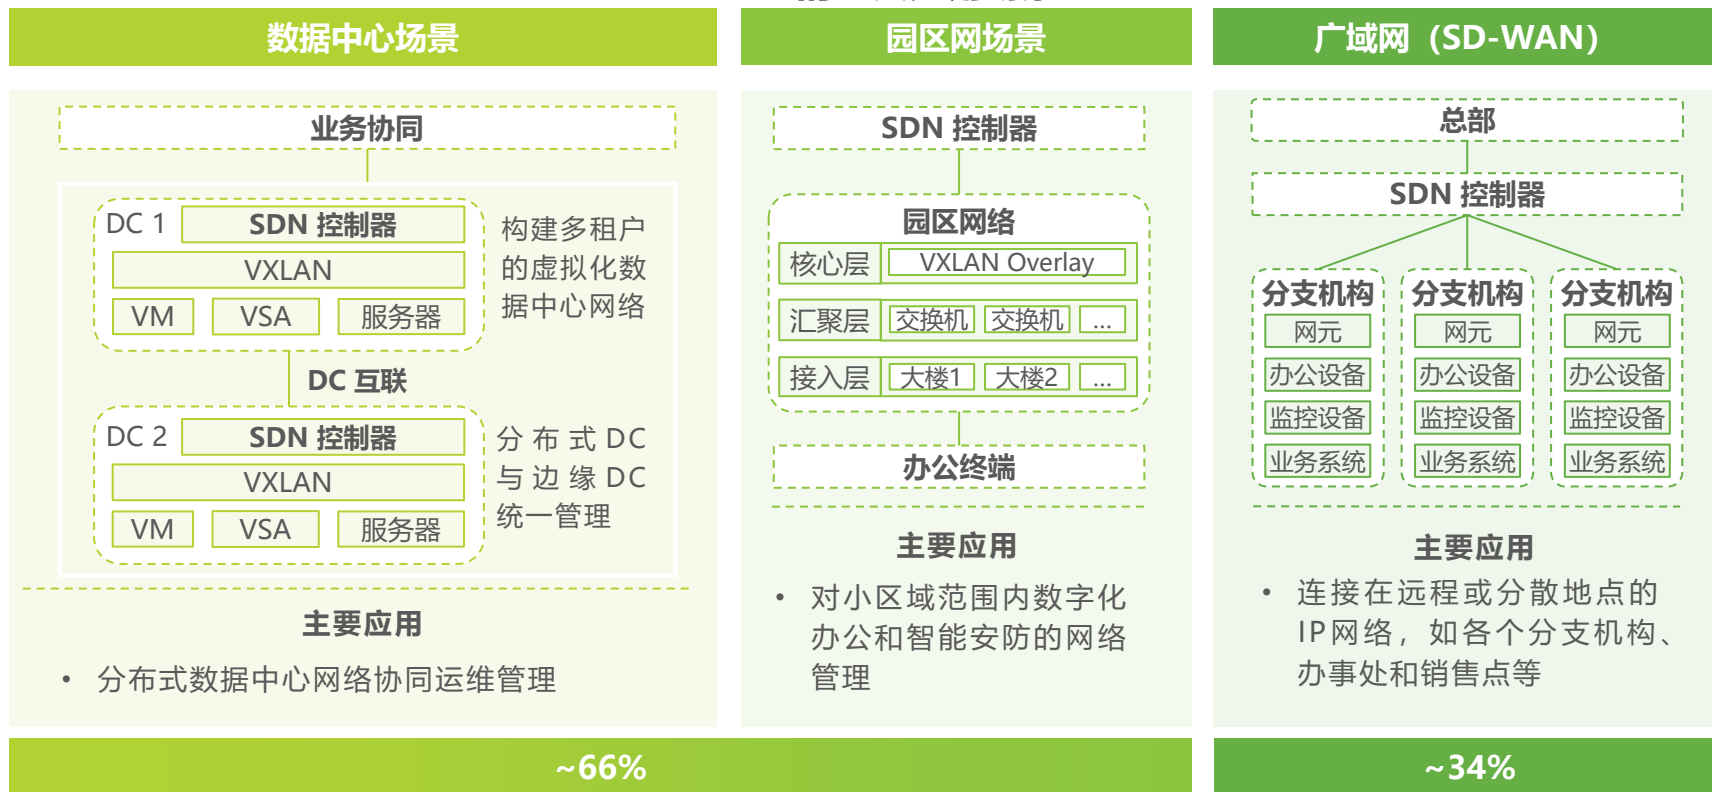 数据中心场景
业务协同
DC 1
SDN 控制器
VXLAN
VM
VSA
服务器
构建多租户
的虚拟化数
据中心网络
DC 互联
DC 2
SDN 控制器
VXLAN
VM
VSA
服务器
分布式DC
与边缘DC
统一管理
主要应用
• 分布式数据中心网络协同运维管理
园区网场景
SDN 控制器
园区网络
核心层
VXLAN Overlay
汇聚层
交换机
交换机
...
接入层
大楼1
大楼2
...
办公终端
主要应用
• 对小区域范围内数字化
办公和智能安防的网络
管理
~66%
广域网（SD-WAN）
总部
SDN 控制器
分支机构
网元
办公设备
监控设备
业务系统
分支机构
网元
办公设备
监控设备
业务系统
分支机构
网元
办公设备
监控设备
业务系统
主要应用
• 连接在远程或分散地点的
IP网络，如各个分支机构、
办事处和销售点等
~34%